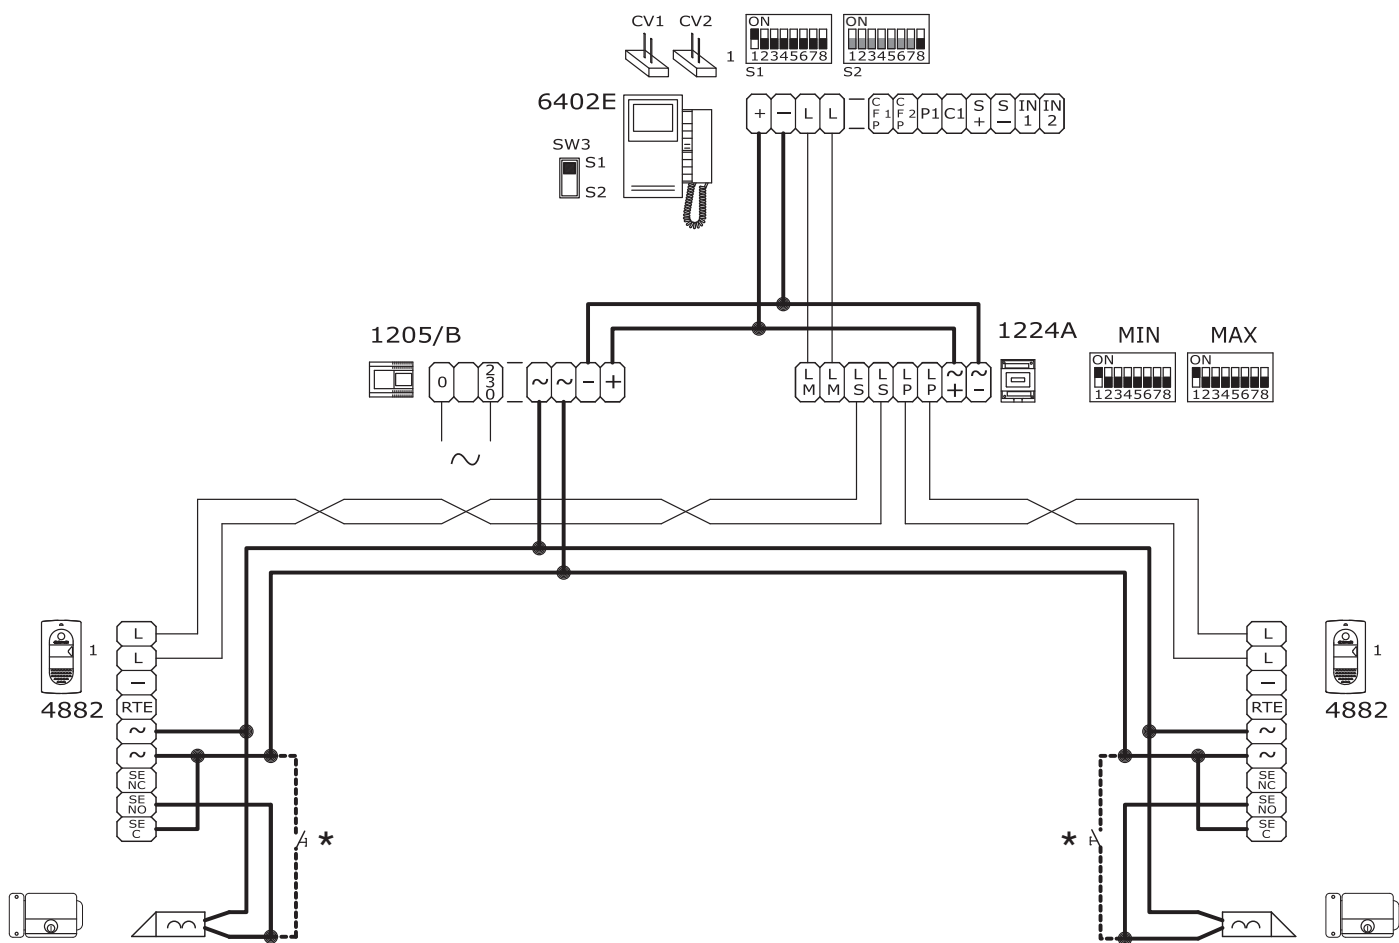 CV1 CV2
1
ON
12345678
S1
ON
12345678
S2
6402E
SW3
S1
S2
+ − L L CFP1 CFP2 P1 C1 S+ S− IN1 IN2
1205/B
0 230 ~ ~ − +
~
LM LM LS LS LP LP ~+ ~−
1224A
MIN
ON
12345678
MAX
ON
12345678
1
4882
L
L
−
RTE
~
~
SE NC
SE NO
SE C
*
*
L
L
−
RTE
~
~
SE NC
SE NO
SE C
1
4882